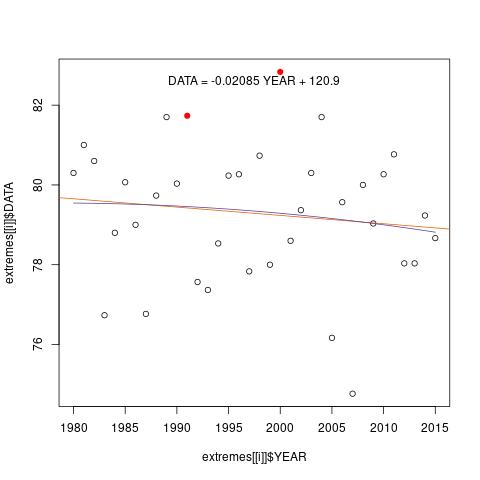 DATA = -0.02085 YEAR + 120.9
82
80
78
76
extremes[[i]]$DATA
1980 1985 1990 1995 2000 2005 2010 2015
extremes[[i]]$YEAR